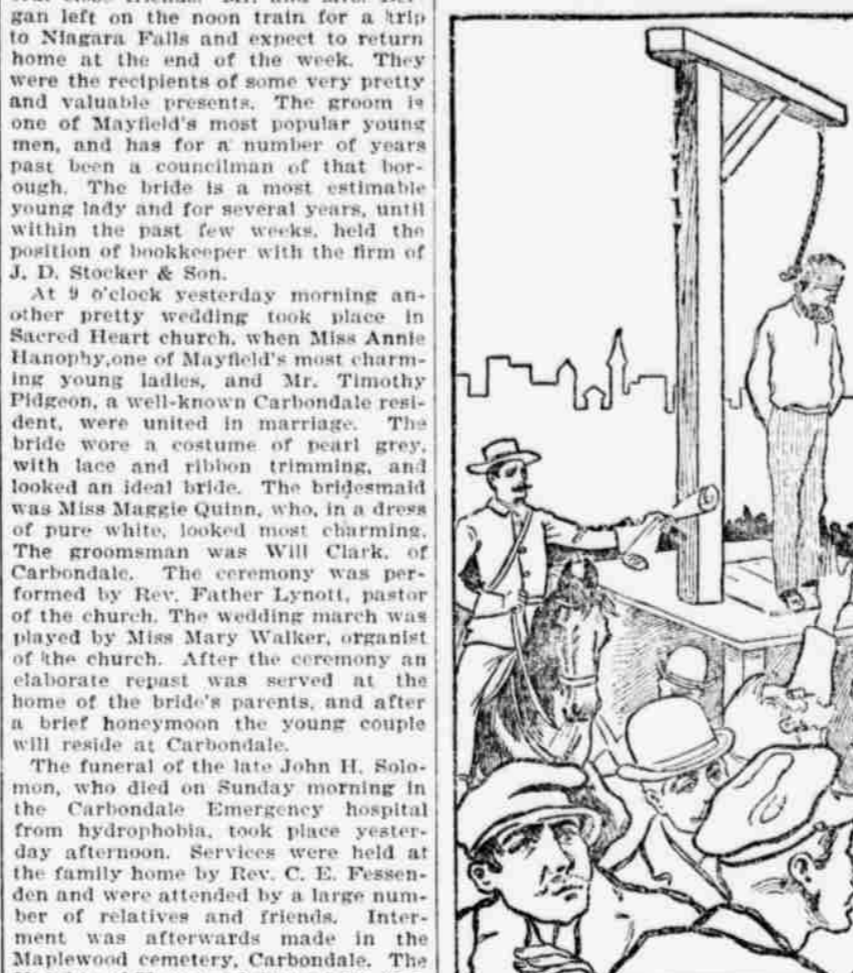 gan left on the noon train for a trip
to Niagara Falls and expect to return
home at the end of the week. They
were the recipients of some very pretty
and valuable presents. The groom is
one of Mayfield's most popular young
men, and has for a number of years
past been a councilman of that bor-
ough. The bride is a most estimable
young lady and for several years, until
within the past few weeks, held the
position of bookkeeper with the firm of
J. D. Stocker & Son.
At 9 o'clock yesterday morning an-
other pretty wedding took place in
Sacred Heart church, when Miss Annie
Hanophy,one of Mayfield's most charm-
ing young ladies, and Mr. Timothy
Pidgeon, a well-known Carbondale resi-
dent, were united in marriage. The
bride wore a costume of pearl grey,
with lace and ribbon trimming, and
looked an ideal bride. The bridesmaid
was Miss Maggie Quinn, who, in a dress
of pure white, looked most charming.
The groomsman was Will Clark, of
Carbondale. The ceremony was per-
formed by Rev. Father Lynott, pastor
of the church. The wedding march was
played by Miss Mary Walker, organist
of the church. After the ceremony an
elaborate repast was served at the
home of the bride's parents, and after
a brief honeymoon the young couple
will reside at Carbondale.
The funeral of the late John H. Solo-
mon, who died on Sunday morning in
the Carbondale Emergency hospital
from hydrophobia, took place yester-
day afternoon. Services were held at
the family home by Rev. C. E. Fessen-
den and were attended by a large num-
ber of relatives and friends. Inter-
ment was afterwards made in the
Maplewood cemetery, Carbondale. The